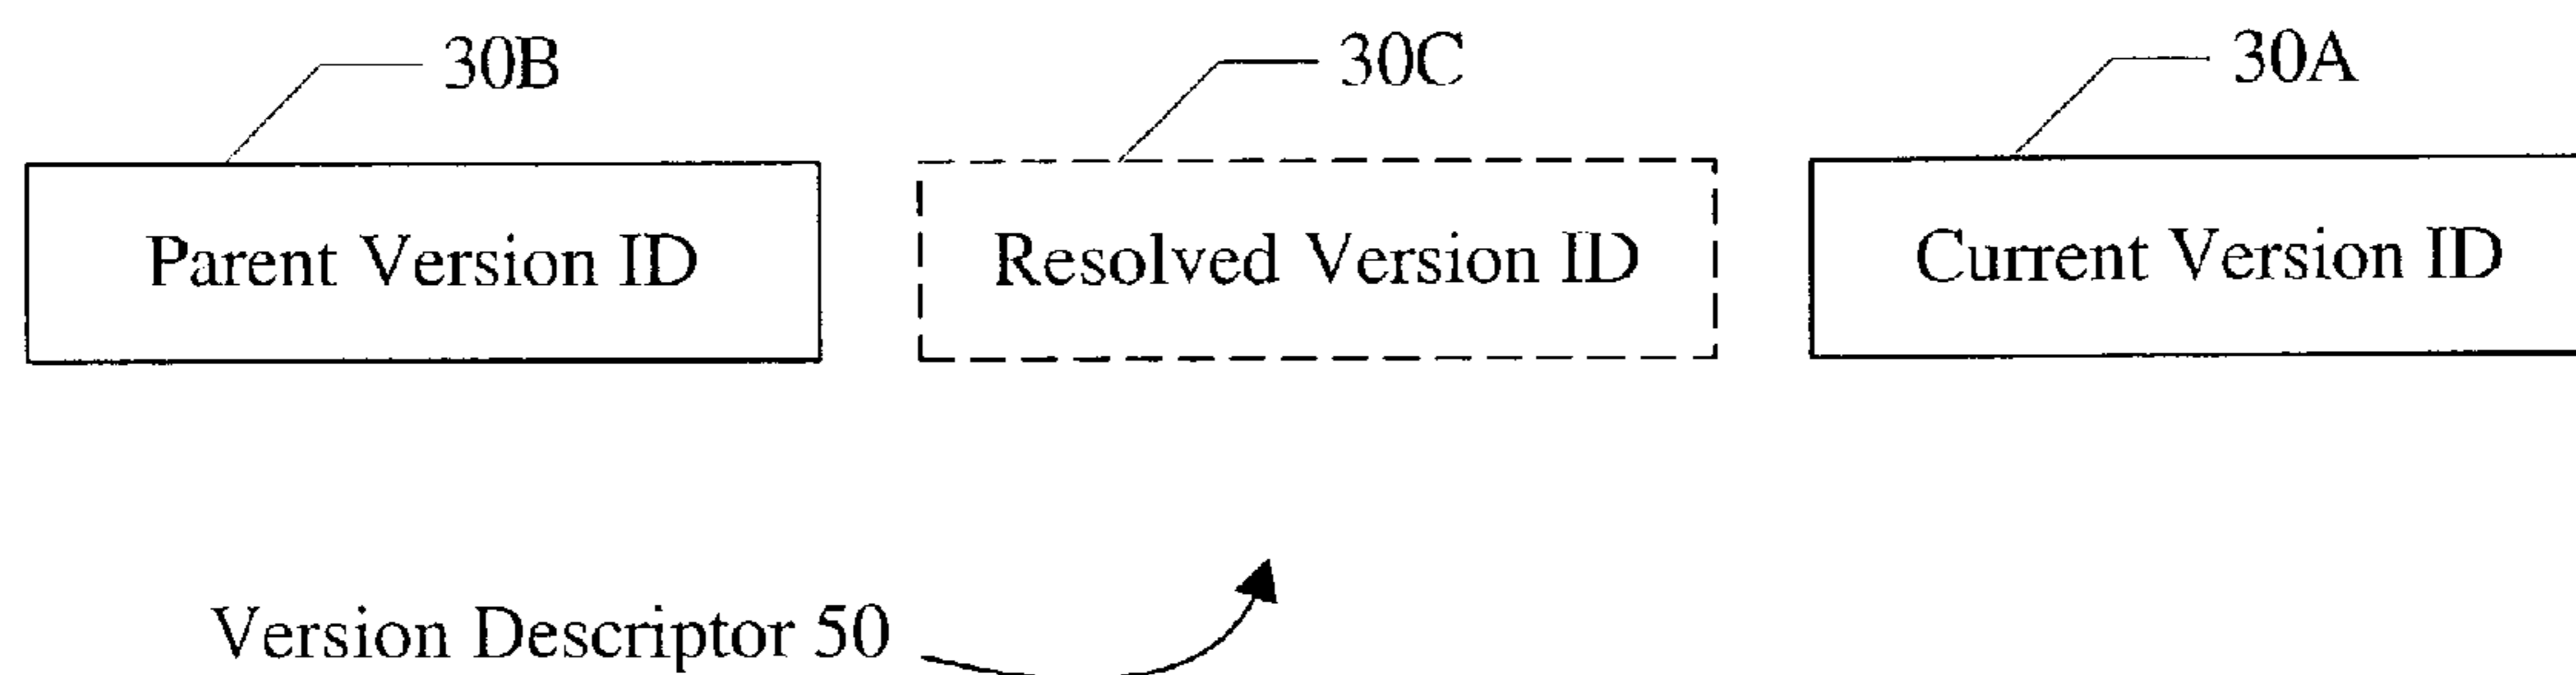 30B
30C
30A
Parent Version ID
Resolved Version ID
Current Version ID
Version Descriptor 50